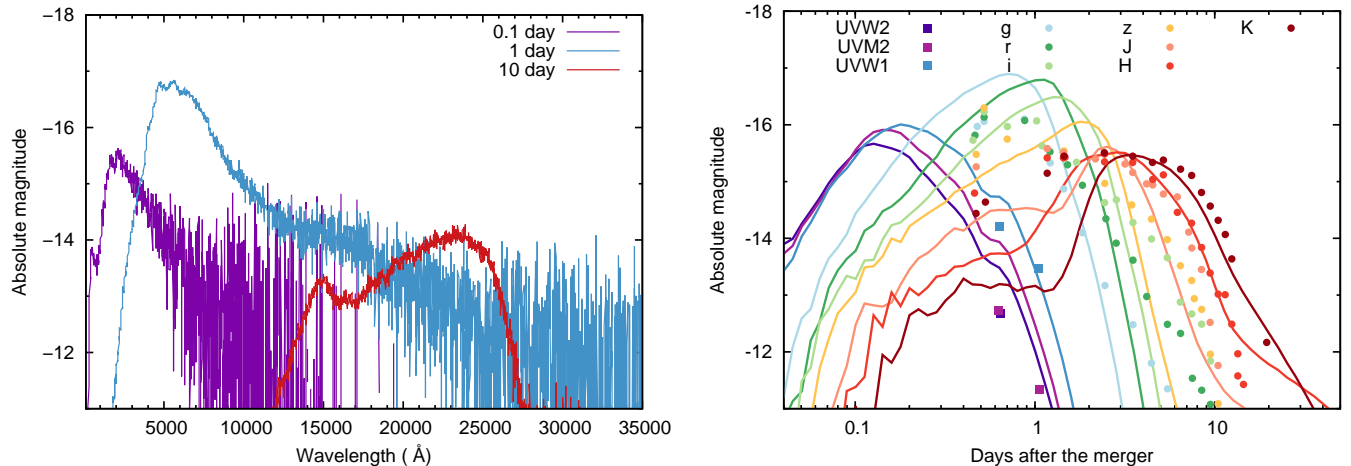 0.1 day
1 day
10 day
−16
−14
−12
Absolute magnitude
5000 10000 15000 20000 25000 30000 35000
Wavelength ( Å)
-18
-16
-14
-12
Absolute magnitude
UVW2 g z K
UVM2 r J
UVW1 i H
0.1 1 10
Days after the merger
−18